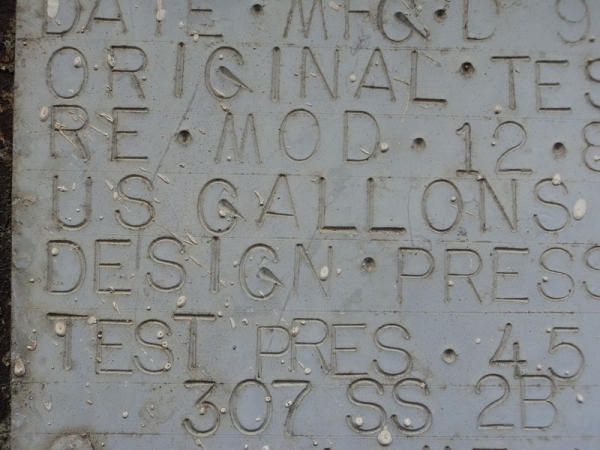 DATE · MFG·D 9
ORIGINAL · TES
RE · MOD · 12 · 8
US GALLONS
DESIGN · PRESS
TEST PRES · 45
307 SS 2B